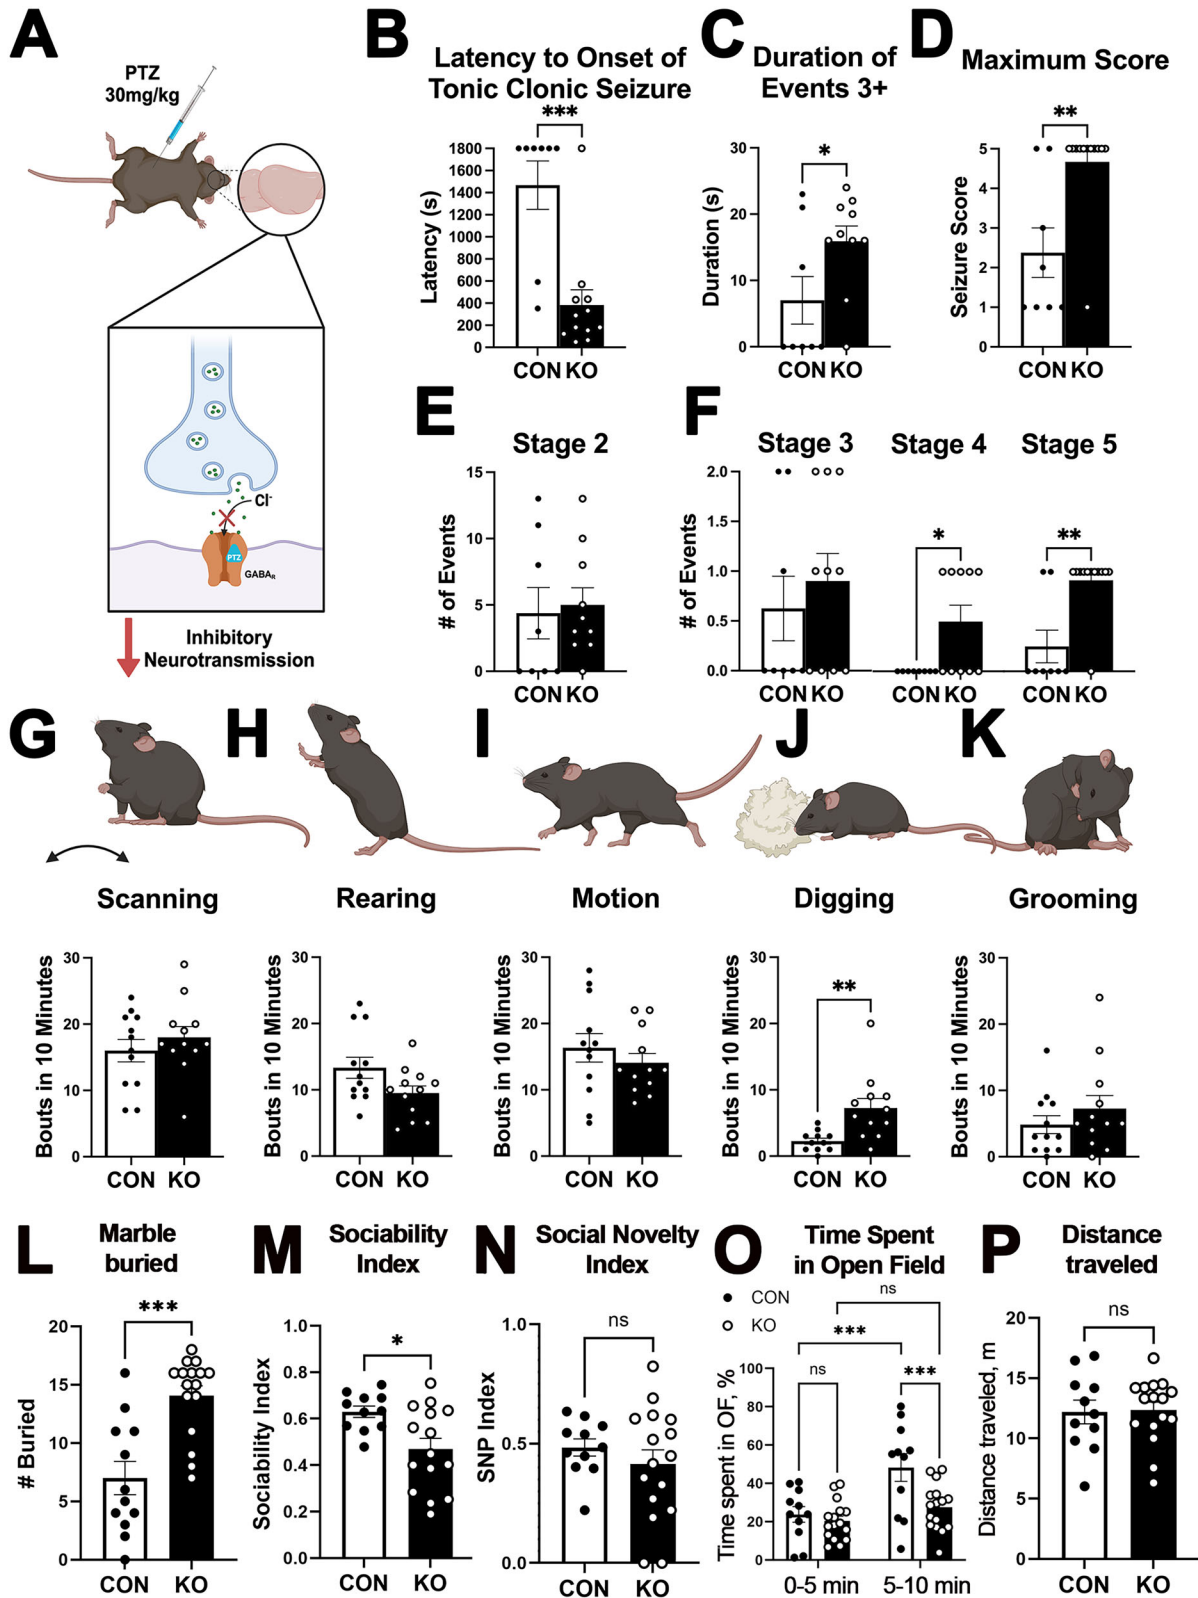 A
PTZ
30mg/kg
Cl-
PTZ
GABAR
Inhibitory
Neurotransmission
B
Latency to Onset of
Tonic Clonic Seizure
***
Latency (s)
1800
1600
1400
1200
1000
800
600
400
200
0
CON KO
C
Duration of
Events 3+
*
Duration (s)
30
20
10
0
CON KO
D
Maximum Score
**
Seizure Score
5
4
3
2
1
0
CON KO
E
Stage 2
# of Events
15
10
5
0
CON KO
F
Stage 3
Stage 4
Stage 5
# of Events
2.0
1.5
1.0
0.5
0.0
*
**
CON KO
CON KO
CON KO
G
Scanning
Bouts in 10 Minutes
30
20
10
0
CON KO
H
Rearing
Bouts in 10 Minutes
30
20
10
0
CON KO
I
Motion
Bouts in 10 Minutes
30
20
10
0
CON KO
J
Digging
**
Bouts in 10 Minutes
30
20
10
0
CON KO
K
Grooming
Bouts in 10 Minutes
30
20
10
0
CON KO
L
Marble
buried
***
# Buried
20
15
10
5
0
CON KO
M
Sociability
Index
*
Sociability Index
1.0
0.8
0.6
0.4
0.2
0.0
CON KO
N
Social Novelty
Index
ns
SNP Index
1.0
0.5
0.0
CON KO
O
Time Spent
in Open Field
CON
KO
ns
***
ns
***
Time spent in OF, %
100
80
60
40
20
0
0-5 min
5-10 min
P
Distance
traveled
ns
Distance traveled, m
20
15
10
5
0
CON KO